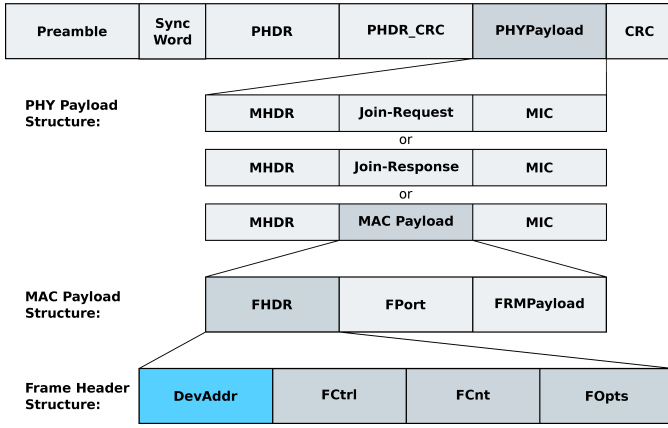 Preamble
Sync
Word
PHDR
PHDR_CRC
PHYPayload
CRC
PHY Payload
Structure:
MHDR
Join-Request
MIC
or
MHDR
Join-Response
MIC
or
MHDR
MAC Payload
MIC
MAC Payload
Structure:
FHDR
FPort
FRMPayload
Frame Header
Structure:
DevAddr
FCtrl
FCnt
FOpts